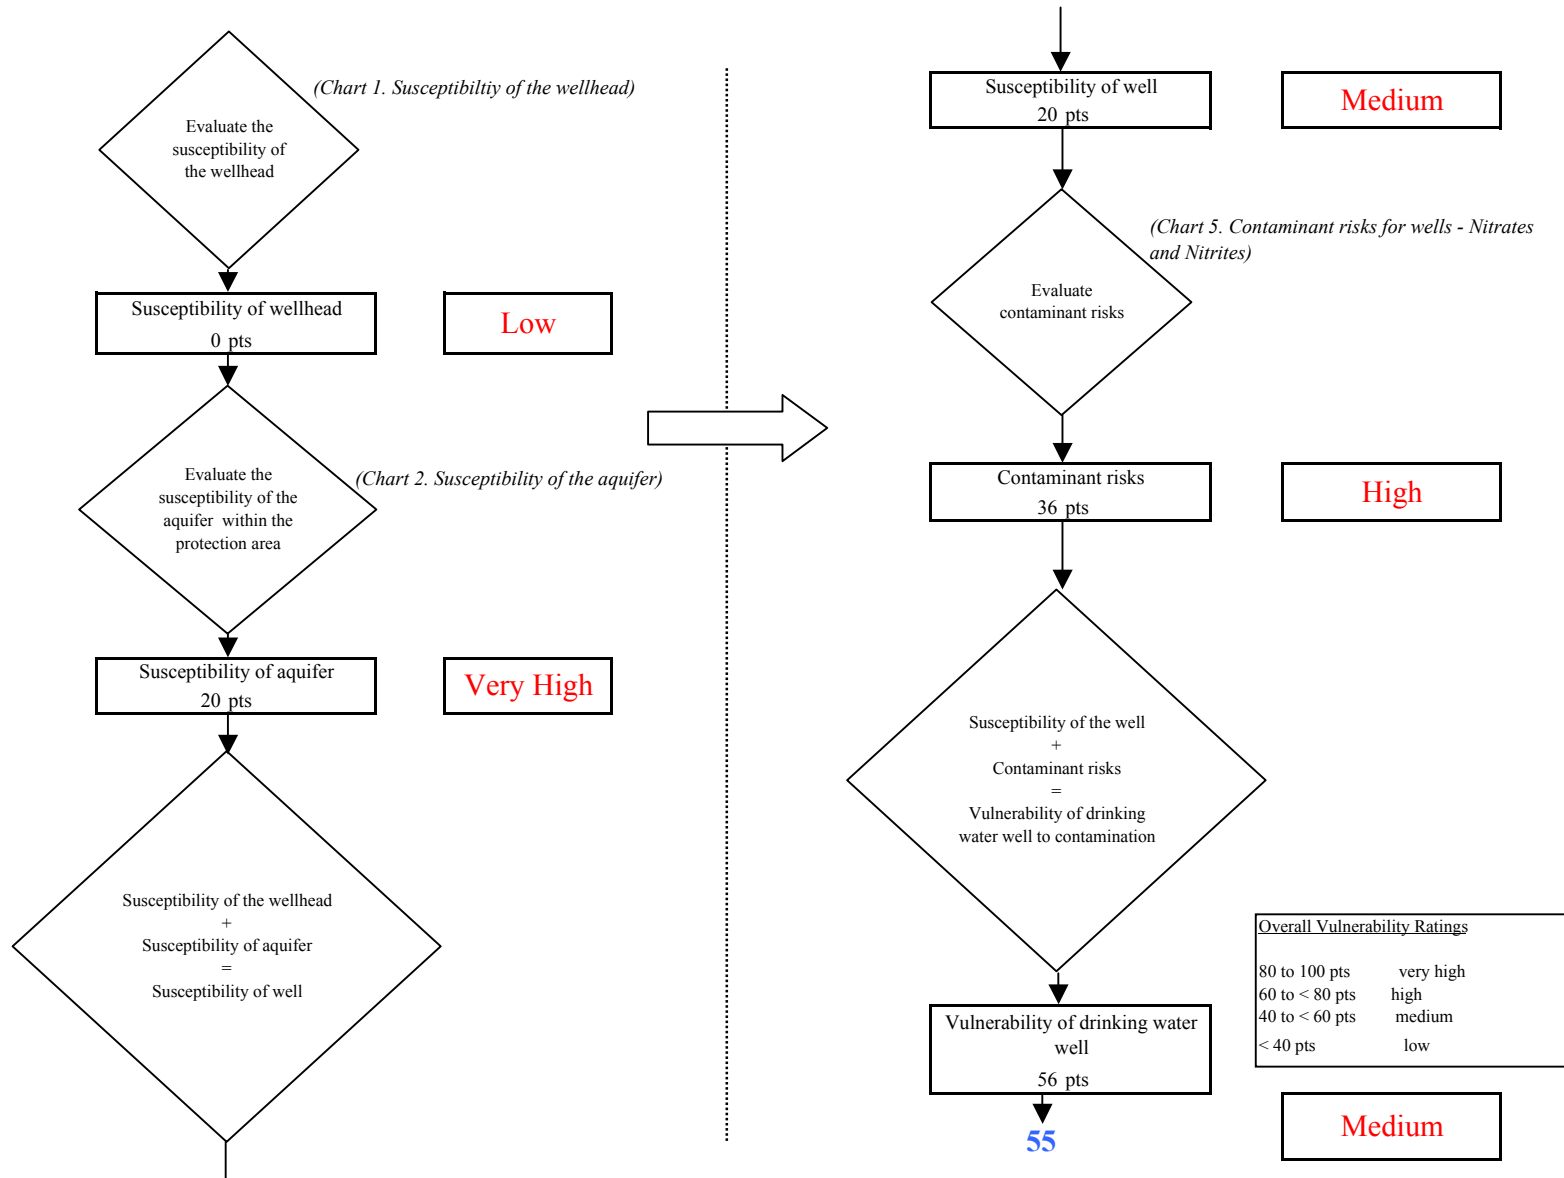 (Chart 1. Susceptibiltiy of the wellhead)
Evaluate the
susceptibility of
the wellhead
Susceptibility of wellhead
0 pts
Low
Evaluate the
susceptibility of the
aquifer within the
protection area
(Chart 2. Susceptibility of the aquifer)
Susceptibility of aquifer
20 pts
Very High
Susceptibility of the wellhead
+
Susceptibility of aquifer
=
Susceptibility of well
Susceptibility of well
20 pts
Medium
(Chart 5. Contaminant risks for wells - Nitrates
and Nitrites)
Evaluate
contaminant risks
Contaminant risks
36 pts
High
Susceptibility of the well
+
Contaminant risks
=
Vulnerability of drinking
water well to contamination
Overall Vulnerability Ratings
80 to 100 pts very high
60 to < 80 pts high
40 to < 60 pts medium
< 40 pts low
Vulnerability of drinking water
well
56 pts
55
Medium